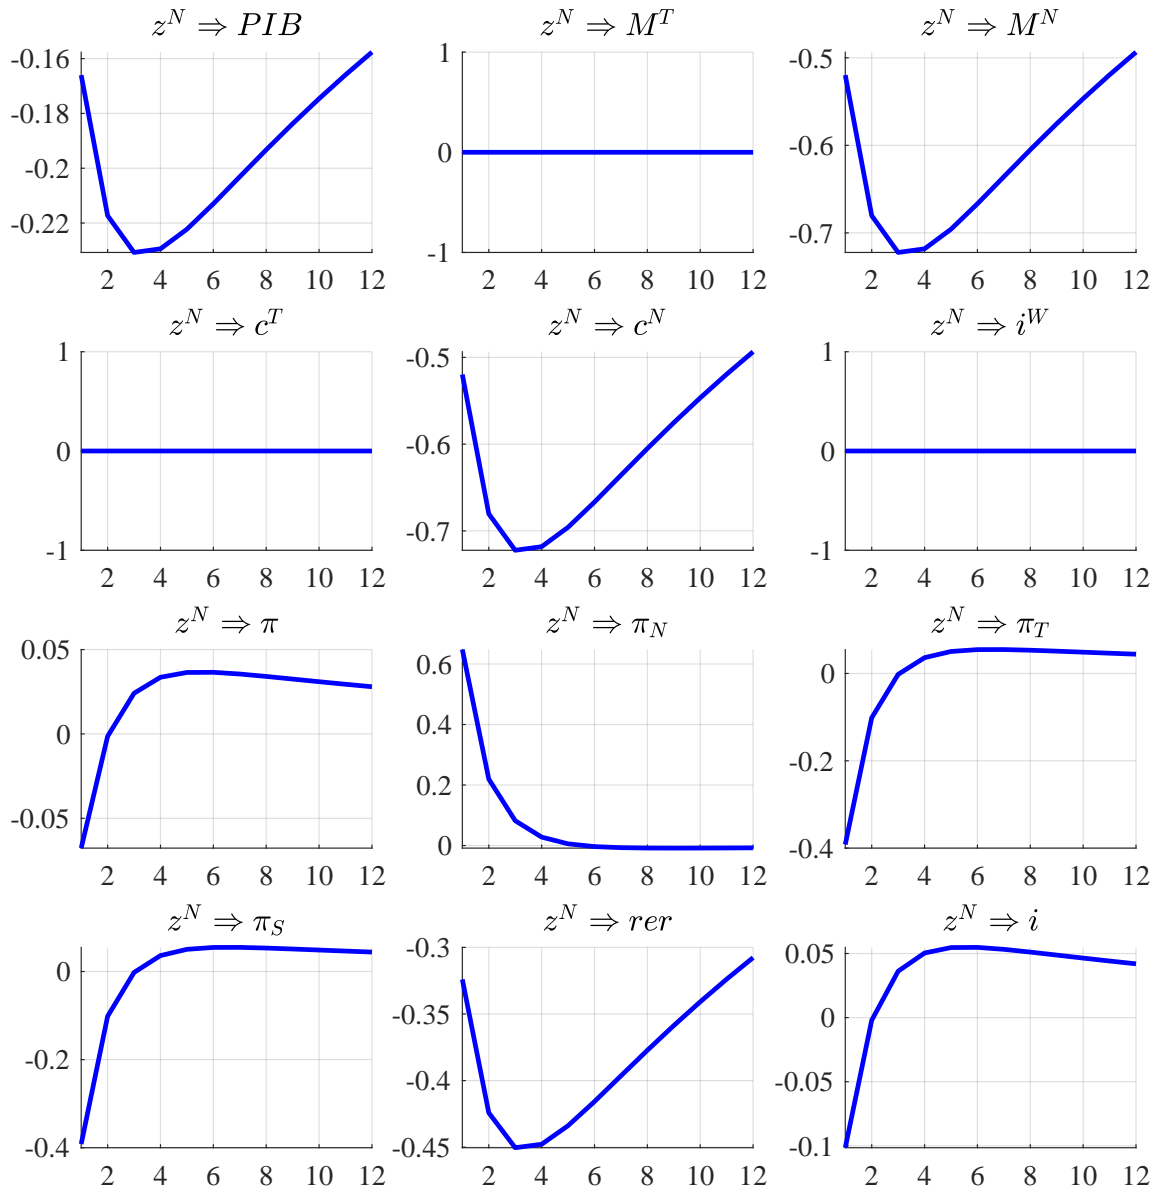 z^N ⇒ PIB
-0.16
-0.18
-0.2
-0.22
2 4 6 8 10 12
z^N ⇒ M^T
1
0
-1
2 4 6 8 10 12
z^N ⇒ M^N
-0.5
-0.6
-0.7
2 4 6 8 10 12
z^N ⇒ c^T
1
0
-1
2 4 6 8 10 12
z^N ⇒ c^N
-0.5
-0.6
-0.7
2 4 6 8 10 12
z^N ⇒ i^W
1
0
-1
2 4 6 8 10 12
z^N ⇒ π
0.05
0
-0.05
2 4 6 8 10 12
z^N ⇒ π_N
0.6
0.4
0.2
0
2 4 6 8 10 12
z^N ⇒ π_T
0
-0.2
-0.4
2 4 6 8 10 12
z^N ⇒ π_S
0
-0.2
-0.4
2 4 6 8 10 12
z^N ⇒ rer
-0.3
-0.35
-0.4
-0.45
2 4 6 8 10 12
z^N ⇒ i
0.05
0
-0.05
-0.1
2 4 6 8 10 12